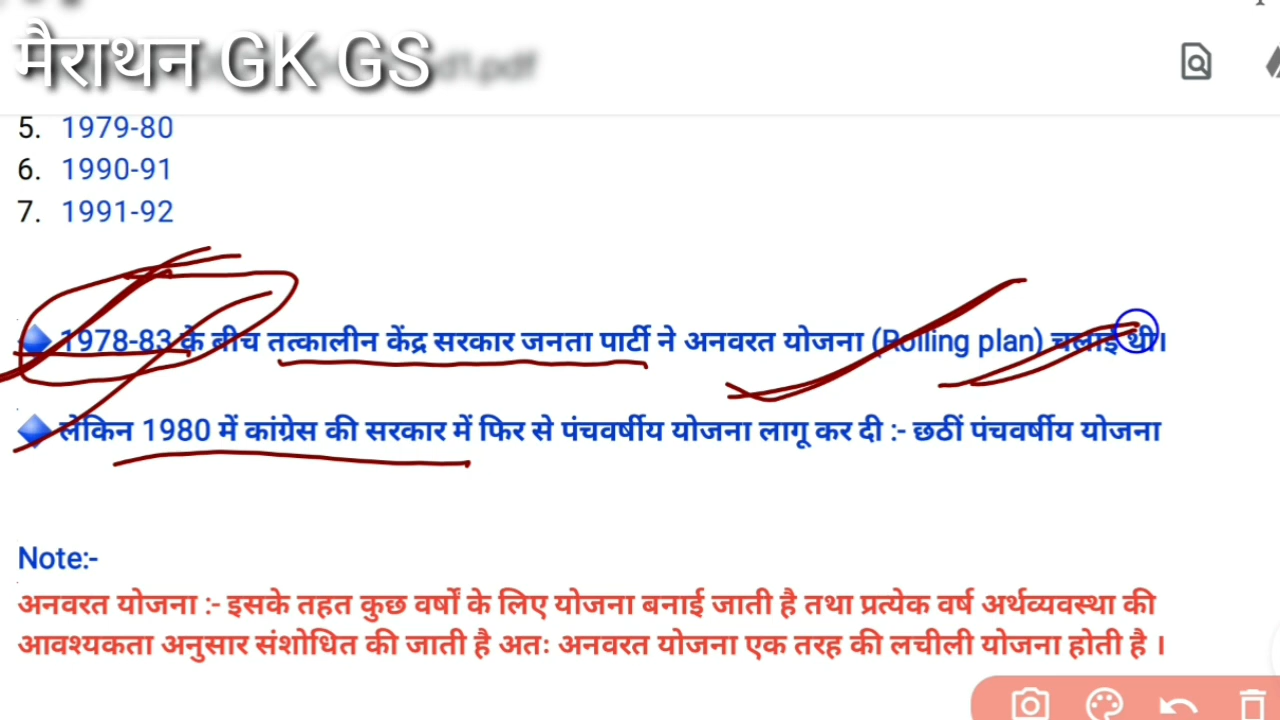 मैराथन GK GS
d1.pdf
5. 1979-80
6. 1990-91
7. 1991-92
1978-83 के बीच तत्कालीन केंद्र सरकार जनता पार्टी ने अनवरत योजना (Rolling plan) चलाई थी।
लेकिन 1980 में कांग्रेस की सरकार में फिर से पंचवर्षीय योजना लागू कर दी :- छठीं पंचवर्षीय योजना
Note:-
अनवरत योजना :- इसके तहत कुछ वर्षों के लिए योजना बनाई जाती है तथा प्रत्येक वर्ष अर्थव्यवस्था की
आवश्यकता अनुसार संशोधित की जाती है अतः अनवरत योजना एक तरह की लचीली योजना होती है ।